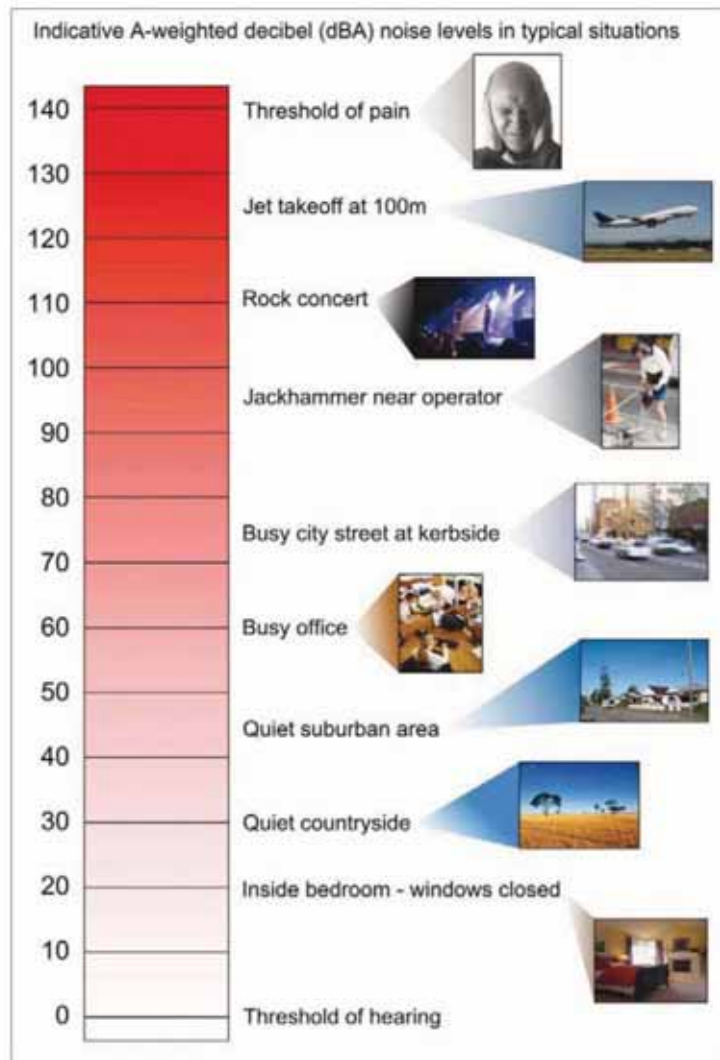 Indicative A-weighted decibel (dBA) noise levels in typical situations
140
Threshold of pain
130
Jet takeoff at 100m
120
110
Rock concert
100
Jackhammer near operator
90
80
Busy city street at kerbside
70
60
Busy office
50
Quiet suburban area
40
30
Quiet countryside
20
Inside bedroom - windows closed
10
0
Threshold of hearing